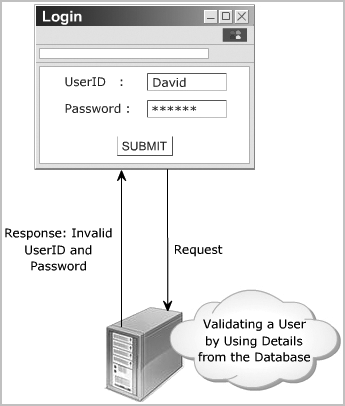 Login
UserID :
David
Password :
******
SUBMIT
Response: Invalid
UserID and
Password
Request
Validating a User
by Using Details
from the Database